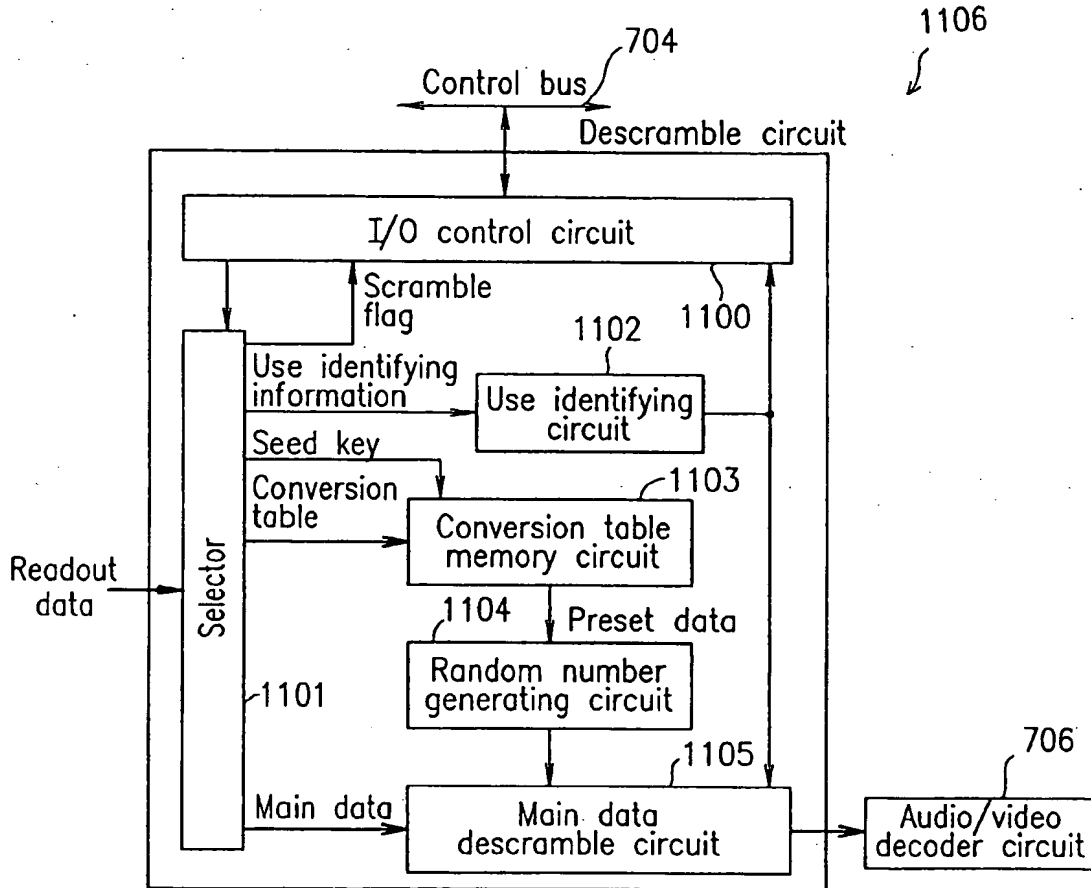 1106
704
Control bus
Descramble circuit
I/O control circuit
Scramble
flag
1100
1102
Use identifying
information
Use identifying
circuit
Seed key
1103
Conversion
table
Conversion table
memory circuit
Readout
data
Selector
1104
Preset data
Random number
generating circuit
1101
1105
706
Main data
Main data
descramble circuit
Audio/video
decoder circuit